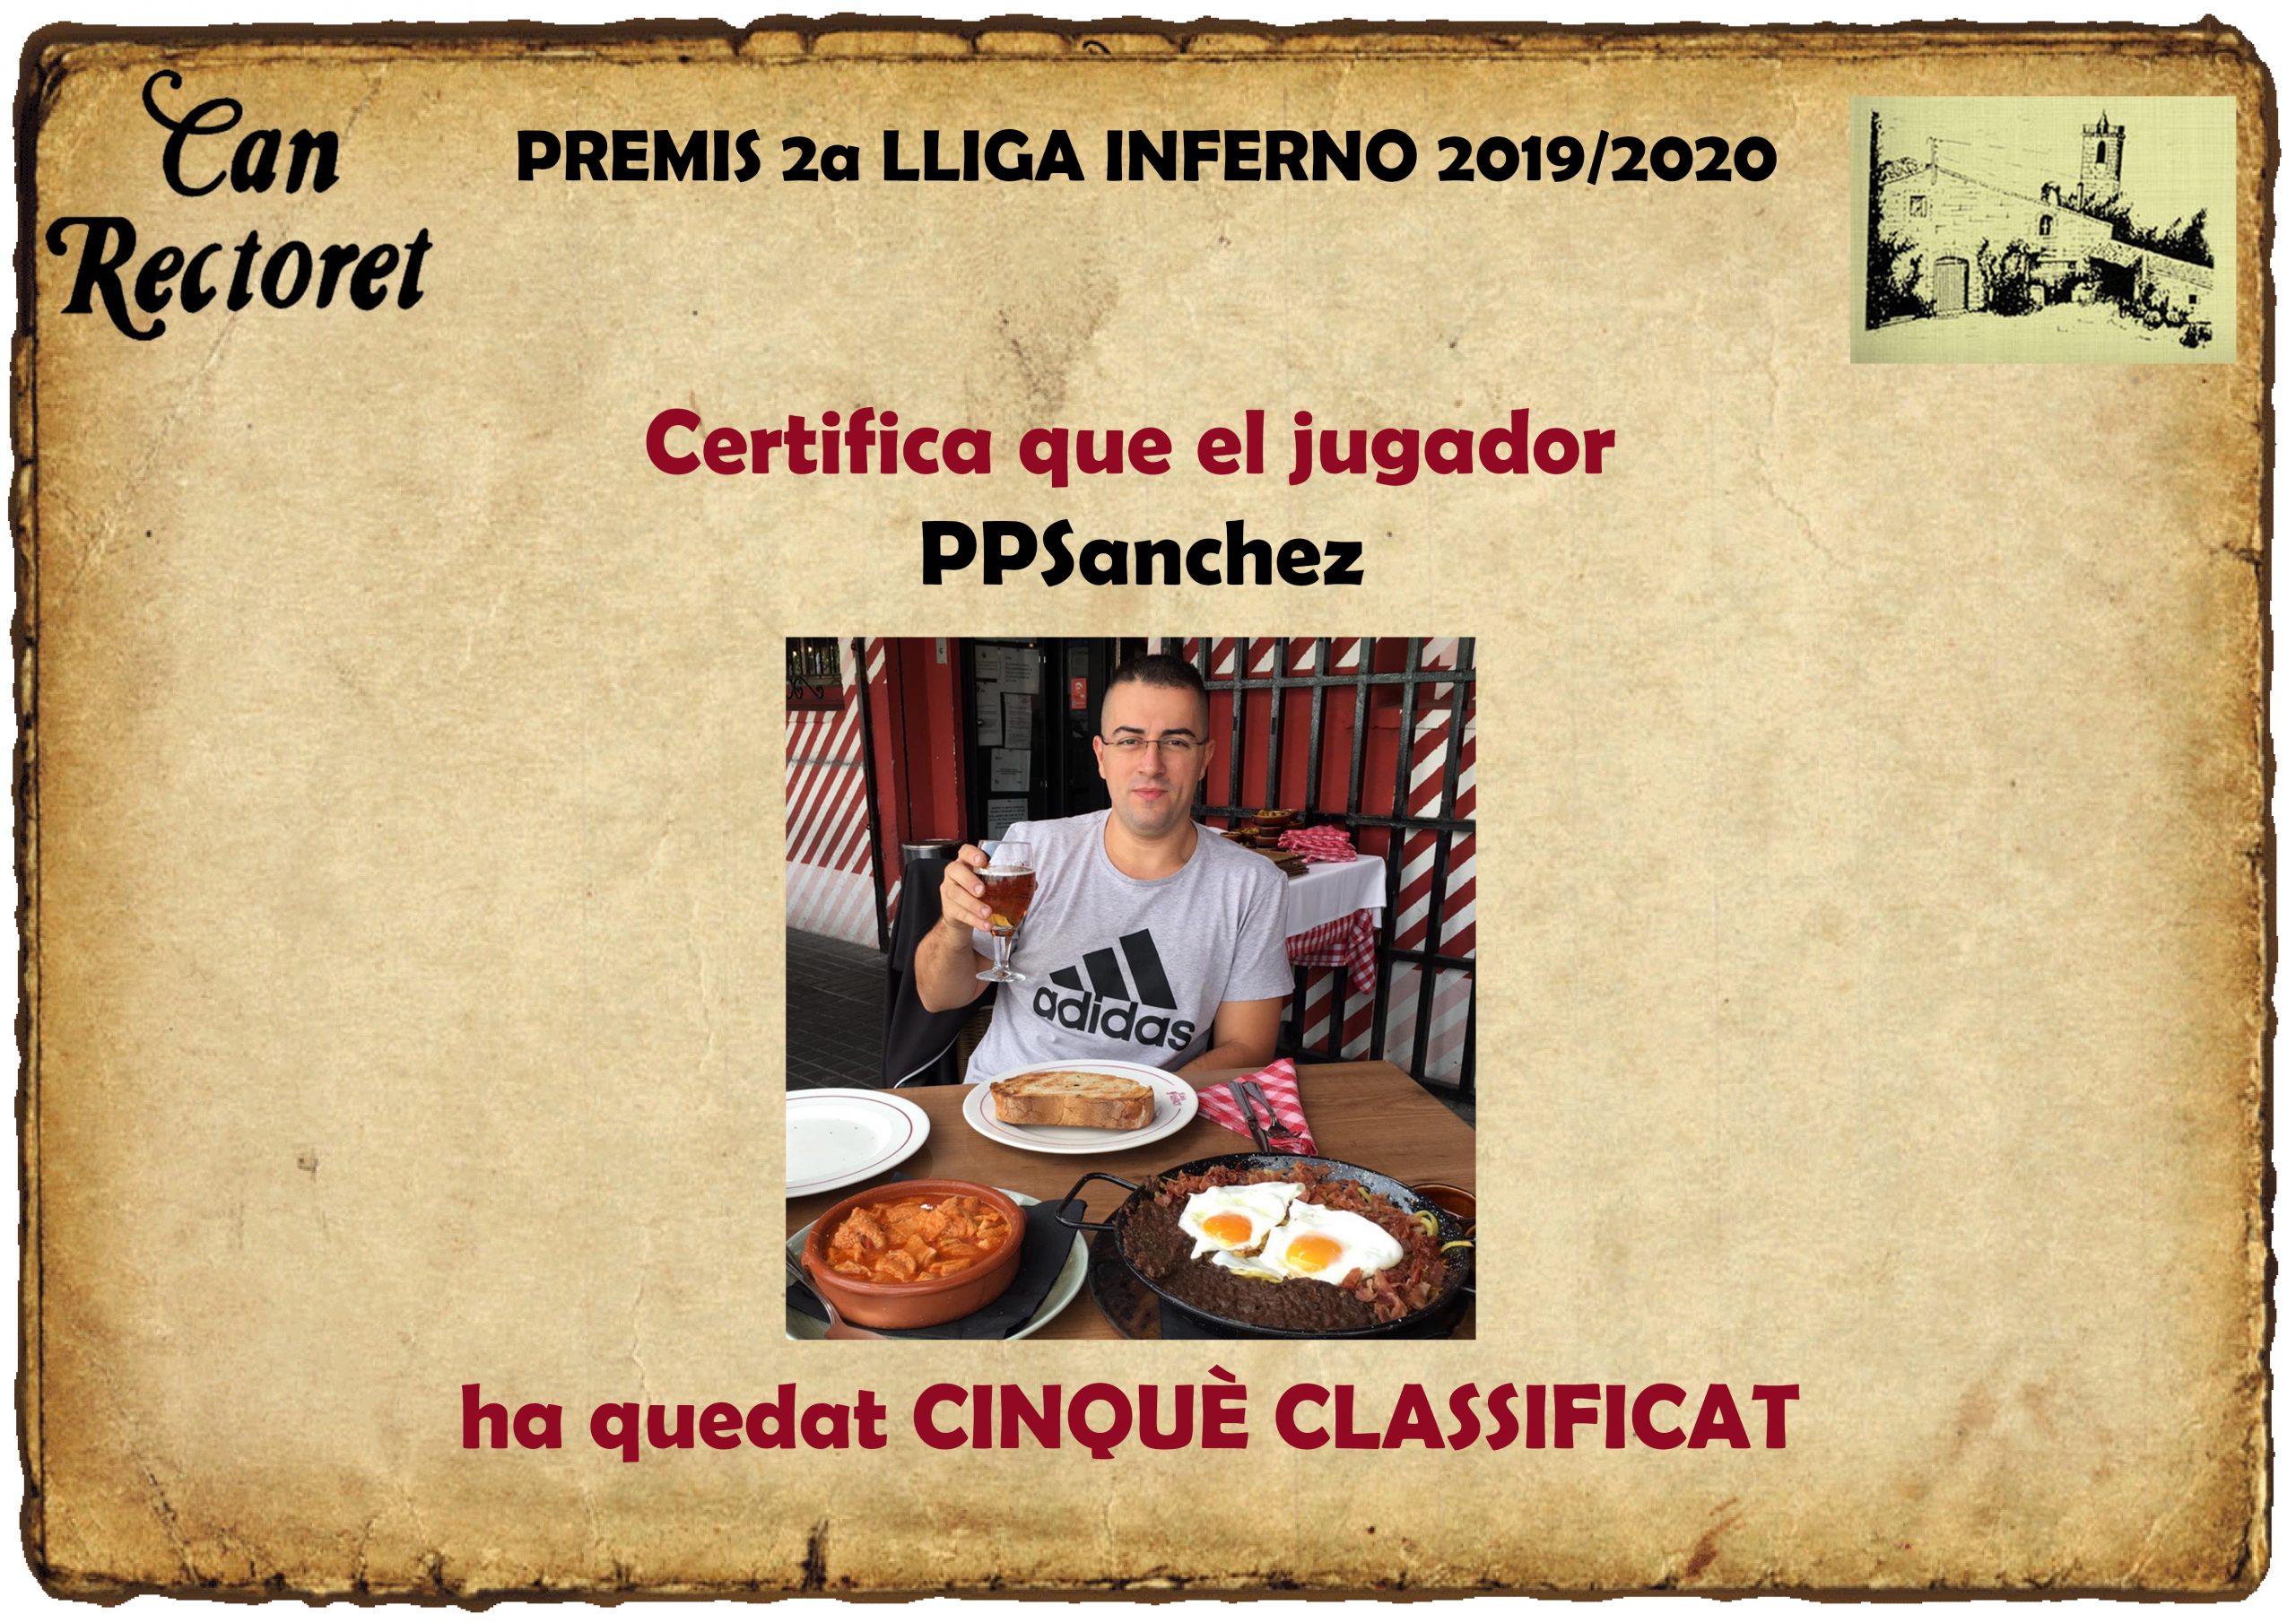 Can
Rectoret
PREMIS 2a LLIGA INFERNO 2019/2020
Certifica que el jugador
PPSanchez
adidas
ha quedat CINQUÈ CLASSIFICAT